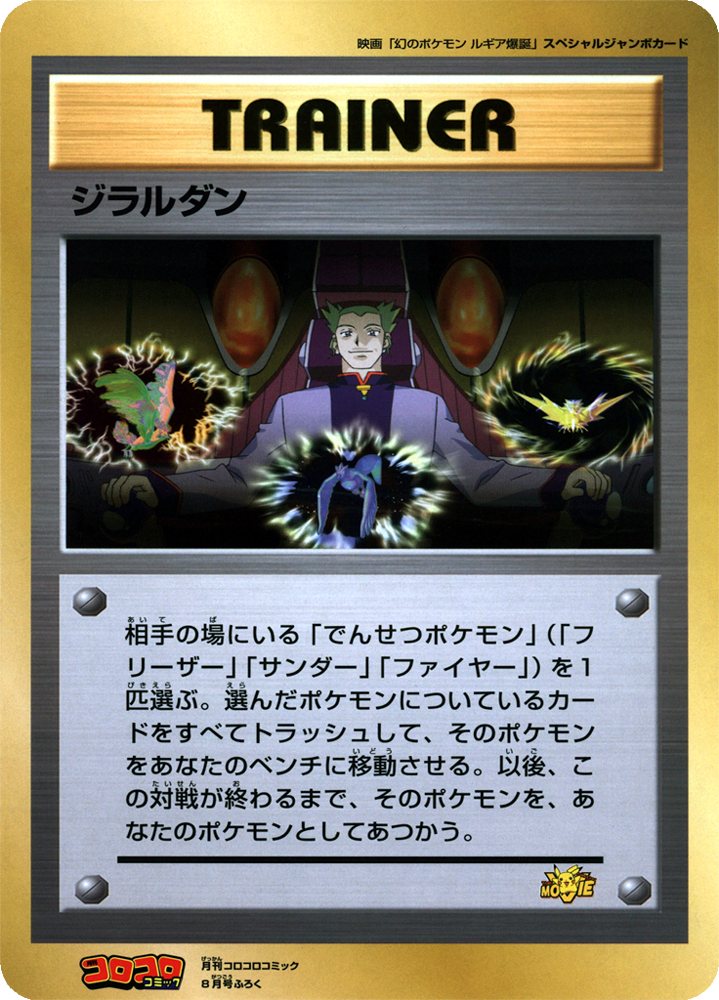 映画「幻のポケモン ルギア爆誕」スペシャルジャンボカード
TRAINER
ジラルダン
相手の場にいる「でんせつポケモン」(「フ
リーザー」「サンダー」「ファイヤー」)を1
匹選ぶ。選んだポケモンについているカー
ドをすべてトラッシュして、そのポケモン
をあなたのベンチに移動させる。以後、こ
の対戦が終わるまで、そのポケモンを、あ
なたのポケモンとしてあつかう。
MOVIE
月刊
コロコロ
コミック
月刊コロコロコミック
8月号ふろく